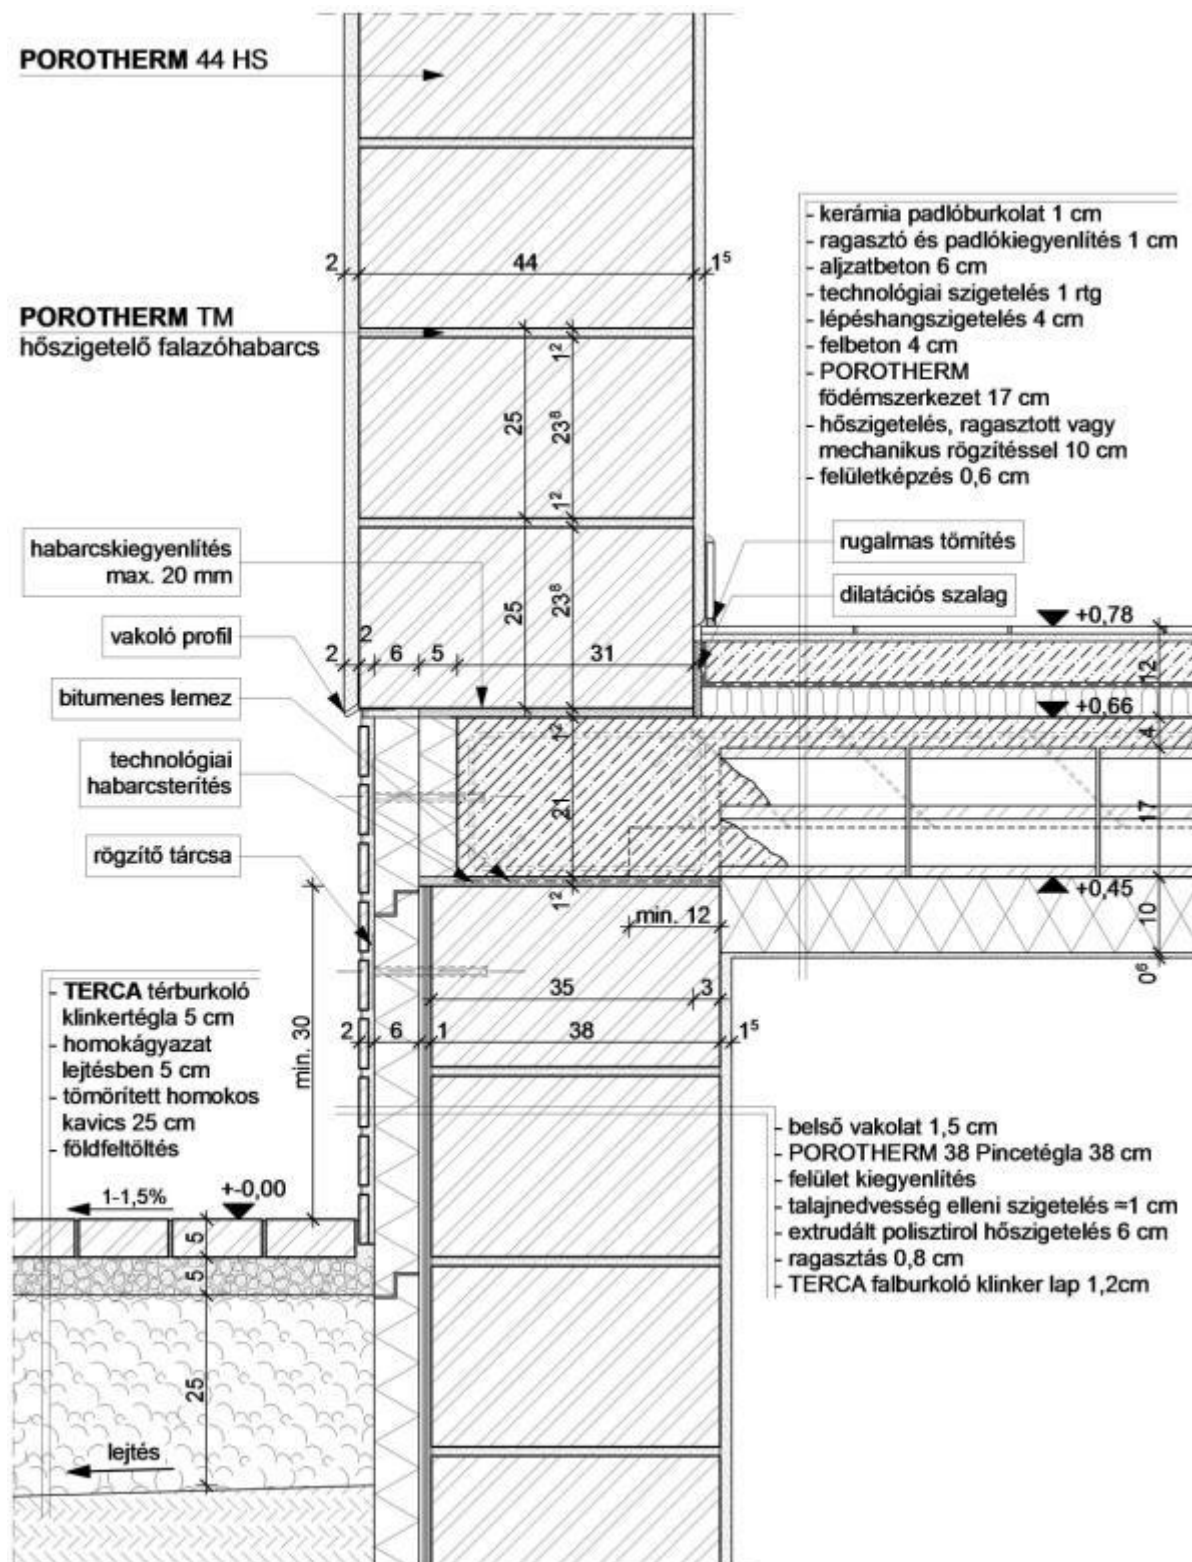 POROTHERM 44 HS
2
44
1⁵
POROTHERM TM
hőszigetelő falazóhabarcs
- kerámia padlóburkolat 1 cm
- ragasztó és padlókiegyenlítés 1 cm
- aljzatbeton 6 cm
- technológiai szigetelés 1 rtg
- lépéshangszigetelés 4 cm
- felbeton 4 cm
- POROTHERM
födémszerkezet 17 cm
- hőszigetelés, ragasztott vagy
mechanikus rögzítéssel 10 cm
- felületképzés 0,6 cm
1²
25
23⁸
1²
25
23⁸
habarcskiegyenlítés
max. 20 mm
vakoló profil
bitumenes lemez
technológiai
habarcsterítés
rögzítő tárcsa
rugalmas tömítés
dilatációs szalag
+0,78
12
+0,66
4
17
+0,45
10
0⁶
2
2
6
5
31
1²
21
1²
min. 12
35
3
2
6
1
38
1⁵
min. 30
- TERCA térburkoló
klinkertégla 5 cm
- homokágyazat
lejtésben 5 cm
- tömörített homokos
kavics 25 cm
- földfeltöltés
1-1,5%
+-0,00
5
5
25
lejtés
- belső vakolat 1,5 cm
- POROTHERM 38 Pincetégla 38 cm
- felület kiegyenlítés
- talajnedvesség elleni szigetelés ≈1 cm
- extrudált polisztirol hőszigetelés 6 cm
- ragasztás 0,8 cm
- TERCA falburkoló klinker lap 1,2cm